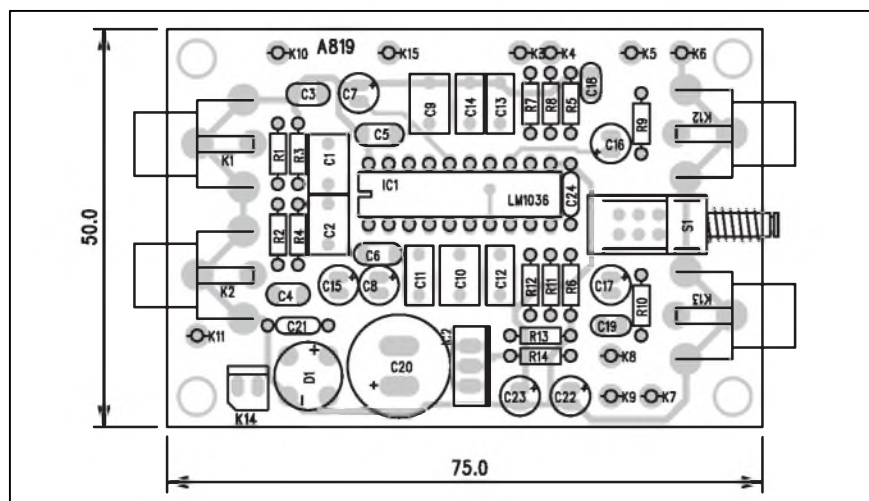 A819
K10
K15
K3
K4
K5
K6
C3
C7
C9
C14
C13
R7
R8
R5
C18
R9
K12
C5
C16
K1
R1
R3
C1
IC1
LM1036
C24
R2
R4
C2
S1
50.0
C6
K2
C15
C8
C11
C10
C12
R12
R11
R6
C17
R10
K13
C4
C21
C19
K11
R13
R14
K8
D1
C20
K14
C23
C22
K9
K7
75.0